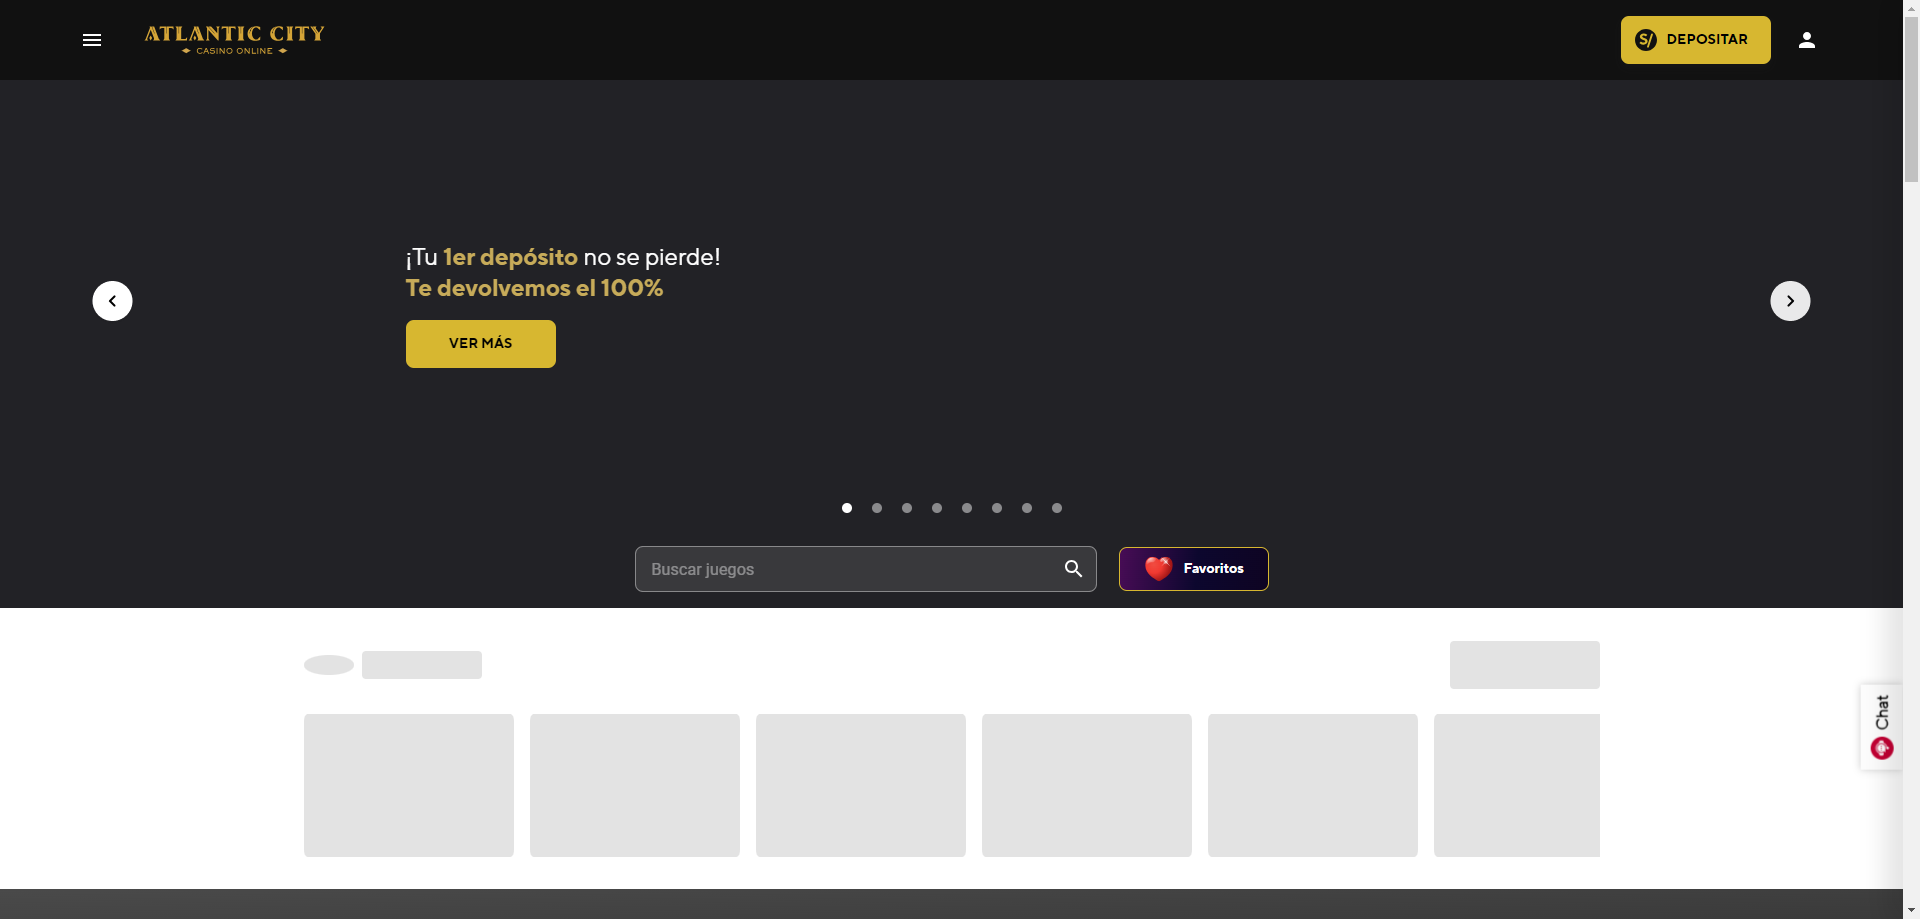 ATLANTIC CITY
CASINO ONLINE
S/ DEPOSITAR
¡Tu 1er depósito no se pierde!
Te devolvemos el 100%
VER MÁS
Buscar juegos
Favoritos
Chat